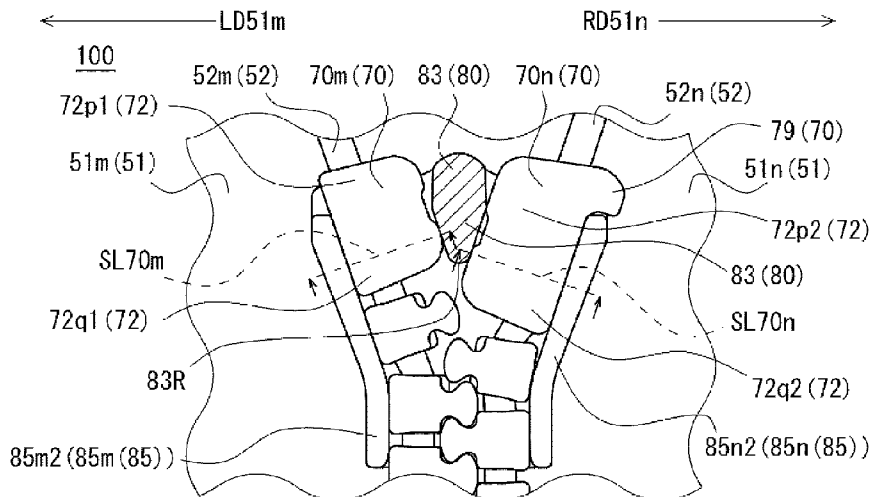 LD51m RD51n
100
52m(52) 70m(70) 83(80) 70n(70) 52n(52)
72p1(72) 79(70)
51m(51) 51n(51)
72p2(72)
SL70m 83(80)
72q1(72) SL70n
83R 72q2(72)
85m2(85m(85)) 85n2(85n(85))